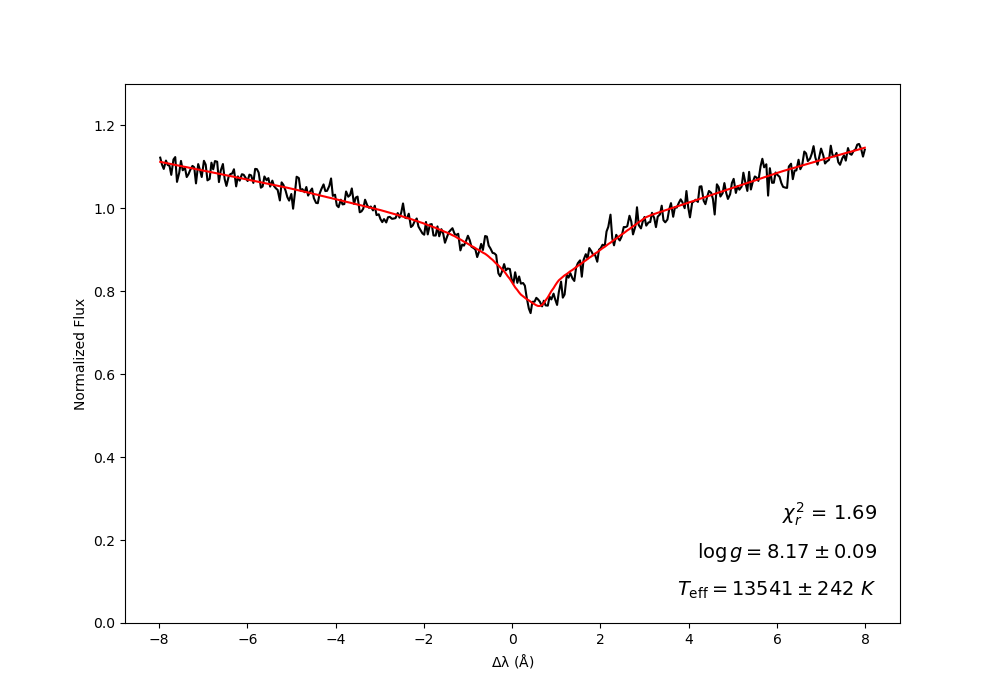 1.2
1.0
0.8
0.6
0.4
0.2
0.0
Normalized Flux
χ²ᵣ = 1.69
log g = 8.17 ± 0.09
T_eff = 13541 ± 242 K
−8 −6 −4 −2 0 2 4 6 8
Δλ (Å)